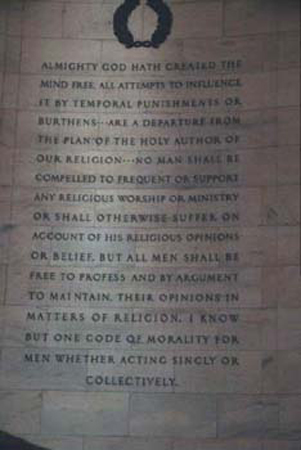 ALMIGHTY GOD HATH CREATED THE
MIND FREE. ALL ATTEMPTS TO INFLUENCE
IT BY TEMPORAL PUNISHMENTS OR
BURTHENS---ARE A DEPARTURE FROM
THE PLAN OF THE HOLY AUTHOR OF
OUR RELIGION---NO MAN SHALL BE
COMPELLED TO FREQUENT OR SUPPORT
ANY RELIGIOUS WORSHIP OR MINISTRY
OR SHALL OTHERWISE SUFFER ON
ACCOUNT OF HIS RELIGIOUS OPINIONS
OR BELIEF, BUT ALL MEN SHALL BE
FREE TO PROFESS AND BY ARGUMENT
TO MAINTAIN, THEIR OPINIONS IN
MATTERS OF RELIGION. I KNOW
BUT ONE CODE OF MORALITY FOR
MEN WHETHER ACTING SINGLY OR
COLLECTIVELY.